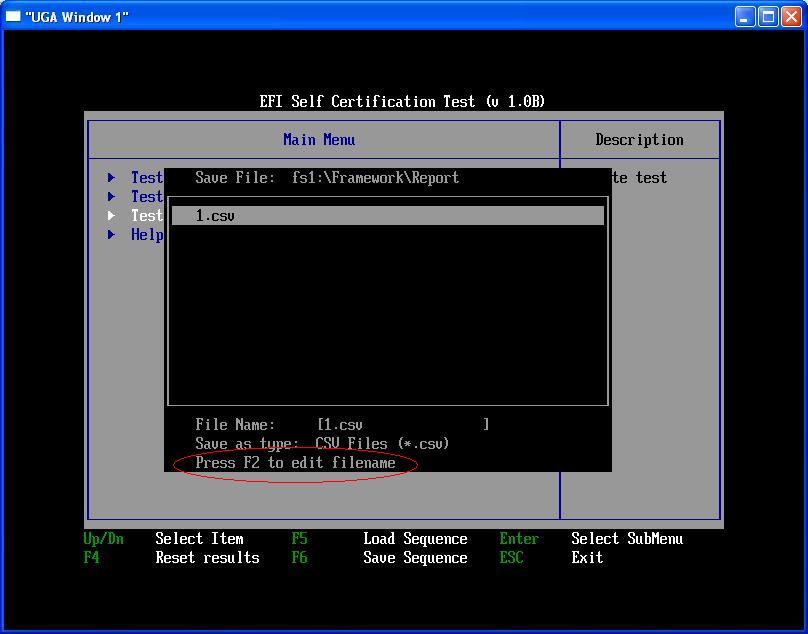 "UGA Window 1"
EFI Self Certification Test (v 1.0B)
Main Menu
Description
Test
Save File: fs1:\Framework\Report
te test
Test
Test
1.csv
Help
File Name: [1.csv ]
Save as type: CSV Files (*.csv)
Press F2 to edit filename
Up/Dn Select Item F5 Load Sequence Enter Select SubMenu
F4 Reset results F6 Save Sequence ESC Exit